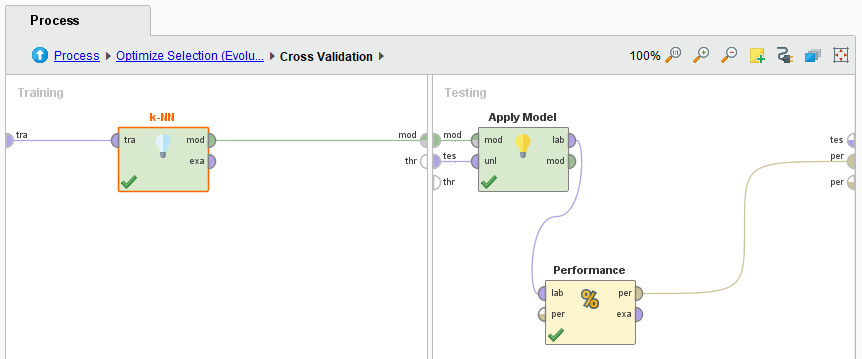 Process
Process Optimize Selection (Evolu... Cross Validation 100%
Training
k-NN
tra tra mod mod
exa thr
Testing
Apply Model
mod mod lab tes
tes unl mod per
thr per
Performance
lab per
per exa